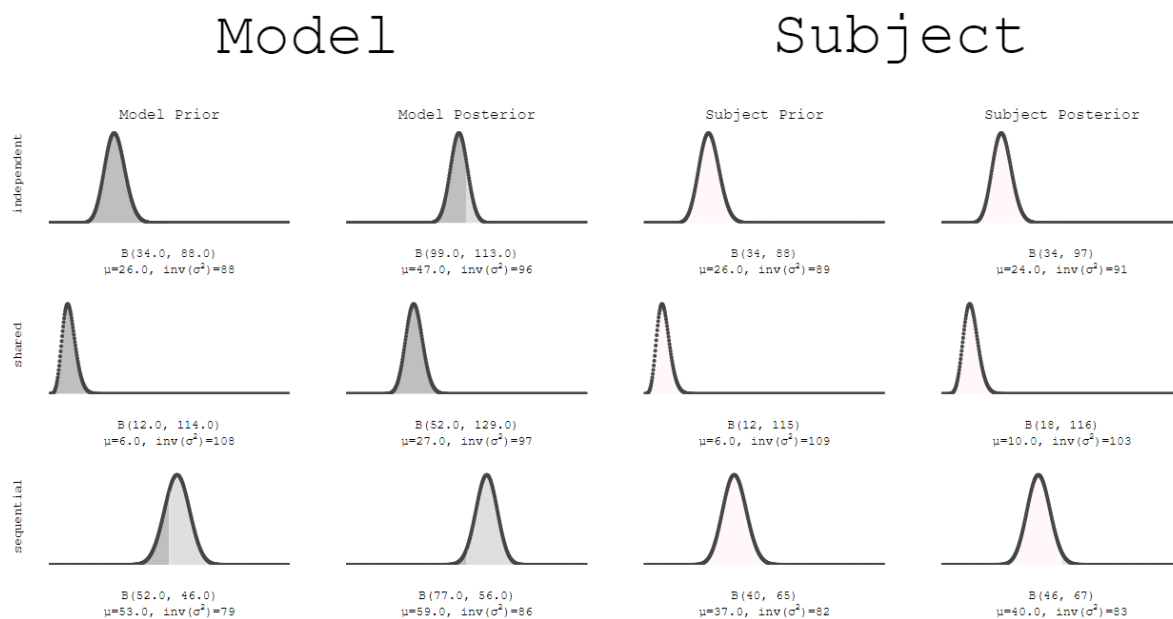 Model
Subject
Model Prior
Model Posterior
Subject Prior
Subject Posterior
independent
B(34.0, 88.0)
μ=26.0, inv(σ²)=88
B(99.0, 113.0)
μ=47.0, inv(σ²)=96
B(34, 88)
μ=26.0, inv(σ²)=89
B(34, 97)
μ=24.0, inv(σ²)=91
shared
B(12.0, 114.0)
μ=6.0, inv(σ²)=108
B(52.0, 129.0)
μ=27.0, inv(σ²)=97
B(12, 115)
μ=6.0, inv(σ²)=109
B(18, 116)
μ=10.0, inv(σ²)=103
sequential
B(52.0, 46.0)
μ=53.0, inv(σ²)=79
B(77.0, 56.0)
μ=59.0, inv(σ²)=86
B(40, 65)
μ=37.0, inv(σ²)=82
B(46, 67)
μ=40.0, inv(σ²)=83